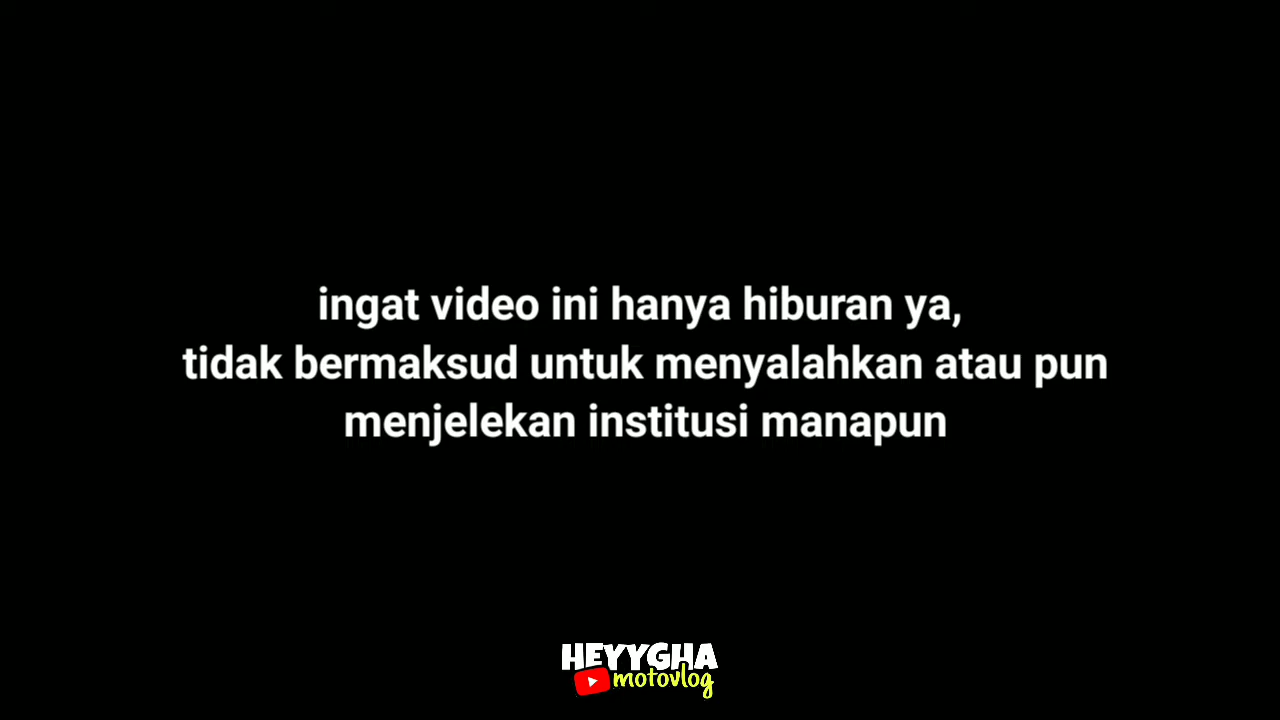 ingat video ini hanya hiburan ya,
tidak bermaksud untuk menyalahkan atau pun
menjelekan institusi manapun
HEYYGHA
motovlog